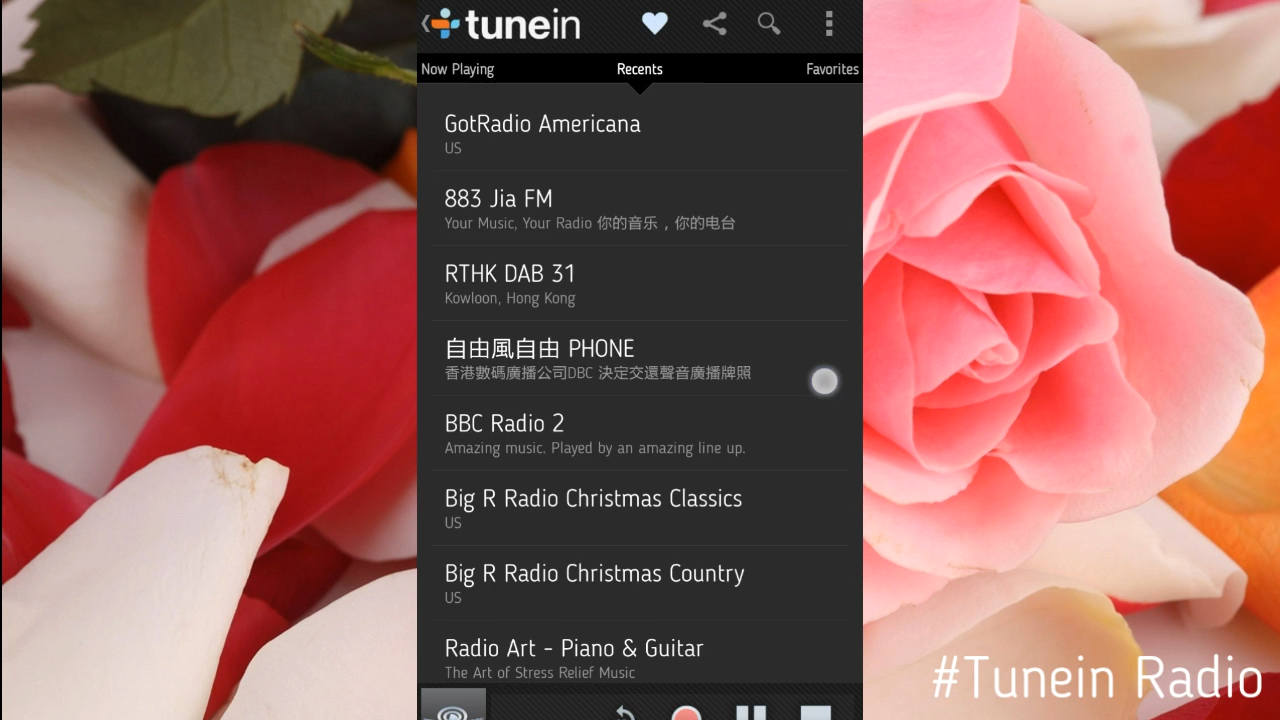 tunein
Now Playing
Recents
Favorites
GotRadio Americana
US
883 Jia FM
Your Music, Your Radio 你的音乐，你的电台
RTHK DAB 31
Kowloon, Hong Kong
自由風自由 PHONE
香港數碼廣播公司DBC 決定交還聲音廣播牌照
BBC Radio 2
Amazing music. Played by an amazing line up.
Big R Radio Christmas Classics
US
Big R Radio Christmas Country
US
Radio Art - Piano & Guitar
The Art of Stress Relief Music
#Tunein Radio